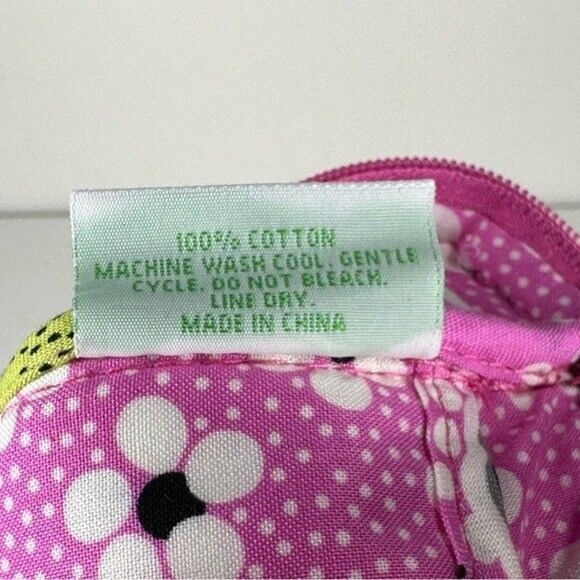 100% COTTON
MACHINE WASH COOL. GENTLE
CYCLE. DO NOT BLEACH.
LINE DRY.
MADE IN CHINA